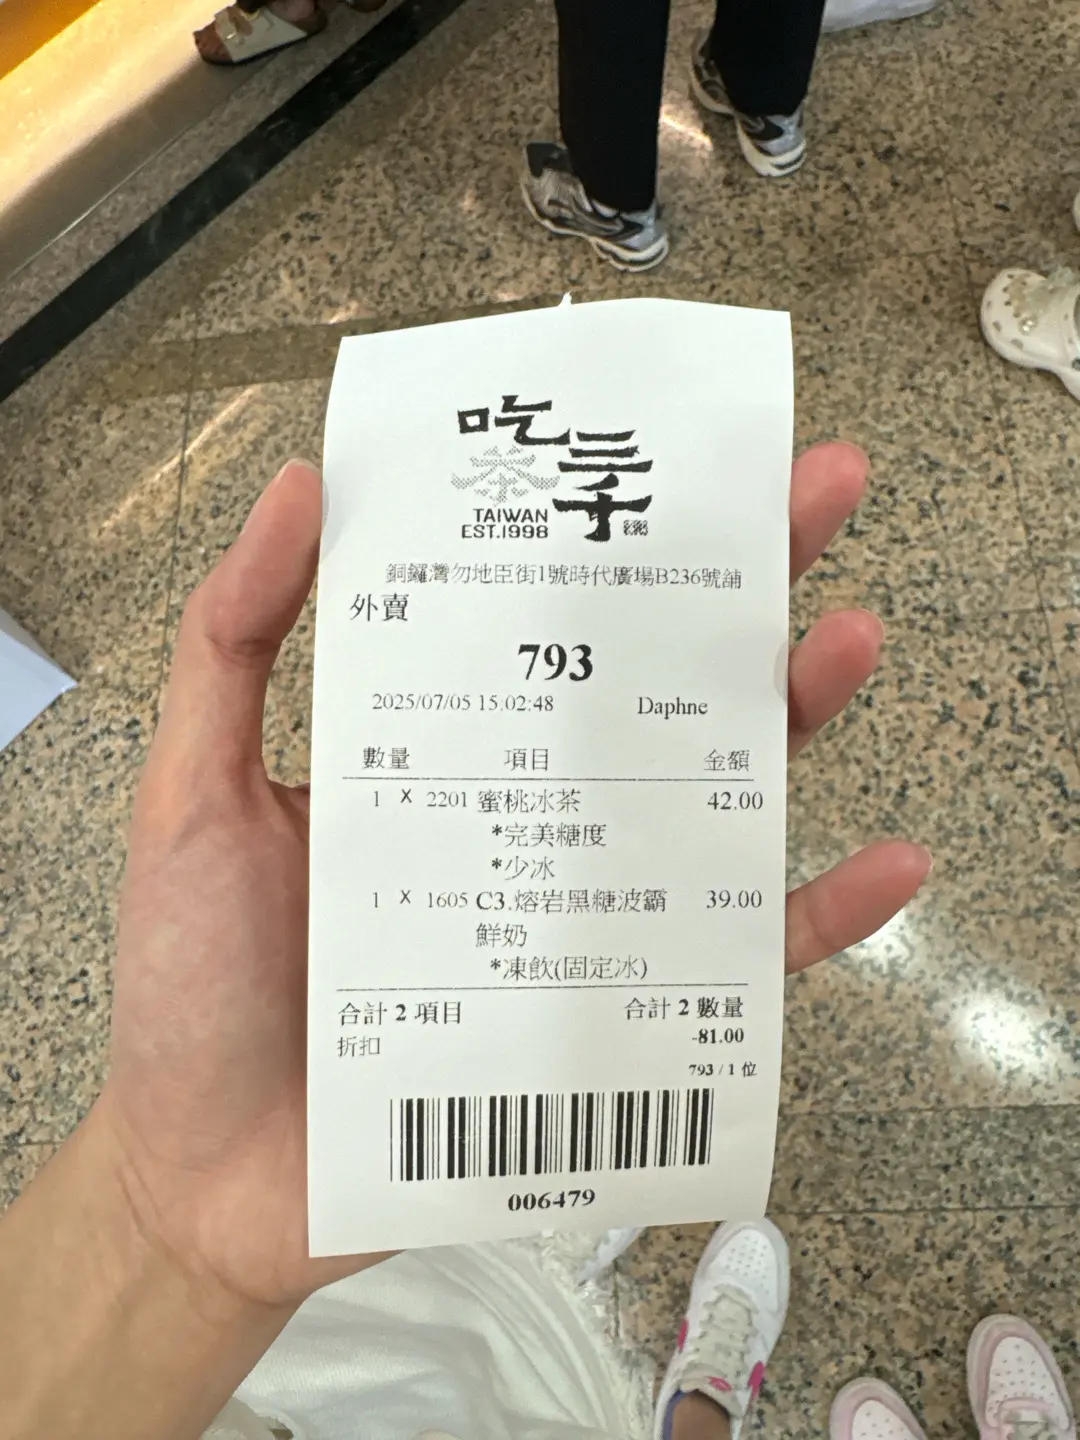 吃茶三千
TAIWAN
EST.1998
銅鑼灣勿地臣街1號時代廣場B236號舖
外賣
793
2025/07/05 15:02:48 Daphne
數量 項目 金額
1 X 2201 蜜桃冰茶 42.00
*完美糖度
*少冰
1 X 1605 C3.熔岩黑糖波霸 39.00
鮮奶
*凍飲(固定冰)
合計 2 項目 合計 2 數量
折扣 -81.00
793 / 1 位
006479